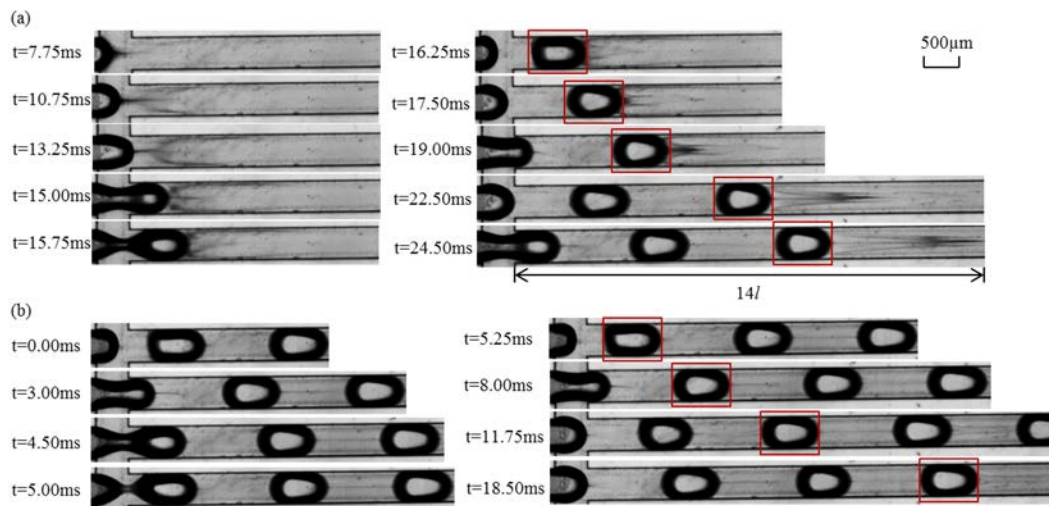 (a)
t=7.75ms
t=10.75ms
t=13.25ms
t=15.00ms
t=15.75ms
t=16.25ms
t=17.50ms
t=19.00ms
t=22.50ms
t=24.50ms
500μm
14l
(b)
t=0.00ms
t=3.00ms
t=4.50ms
t=5.00ms
t=5.25ms
t=8.00ms
t=11.75ms
t=18.50ms